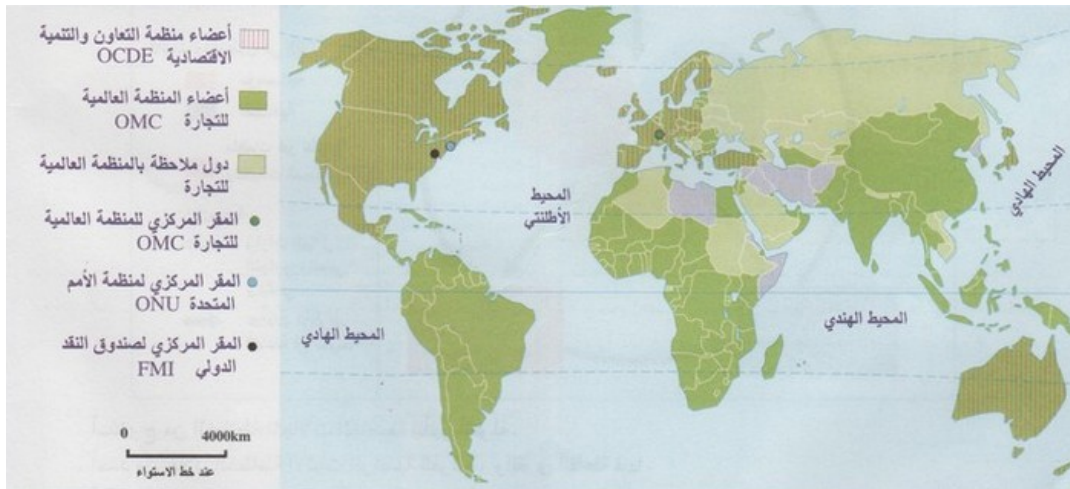 أعضاء منظمة التعاون والتنمية
الاقتصادية OCDE
أعضاء المنظمة العالمية
للتجارة OMC
دول ملاحظة بالمنظمة العالمية
للتجارة
المقر المركزي للمنظمة العالمية
للتجارة OMC
المقر المركزي لمنظمة الأمم
المتحدة ONU
المقر المركزي لصندوق النقد
الدولي FMI
0 4000km
عند خط الاستواء
المحيط
الأطلنتي
المحيط الهادي
المحيط الهندي
المحيط الهادي